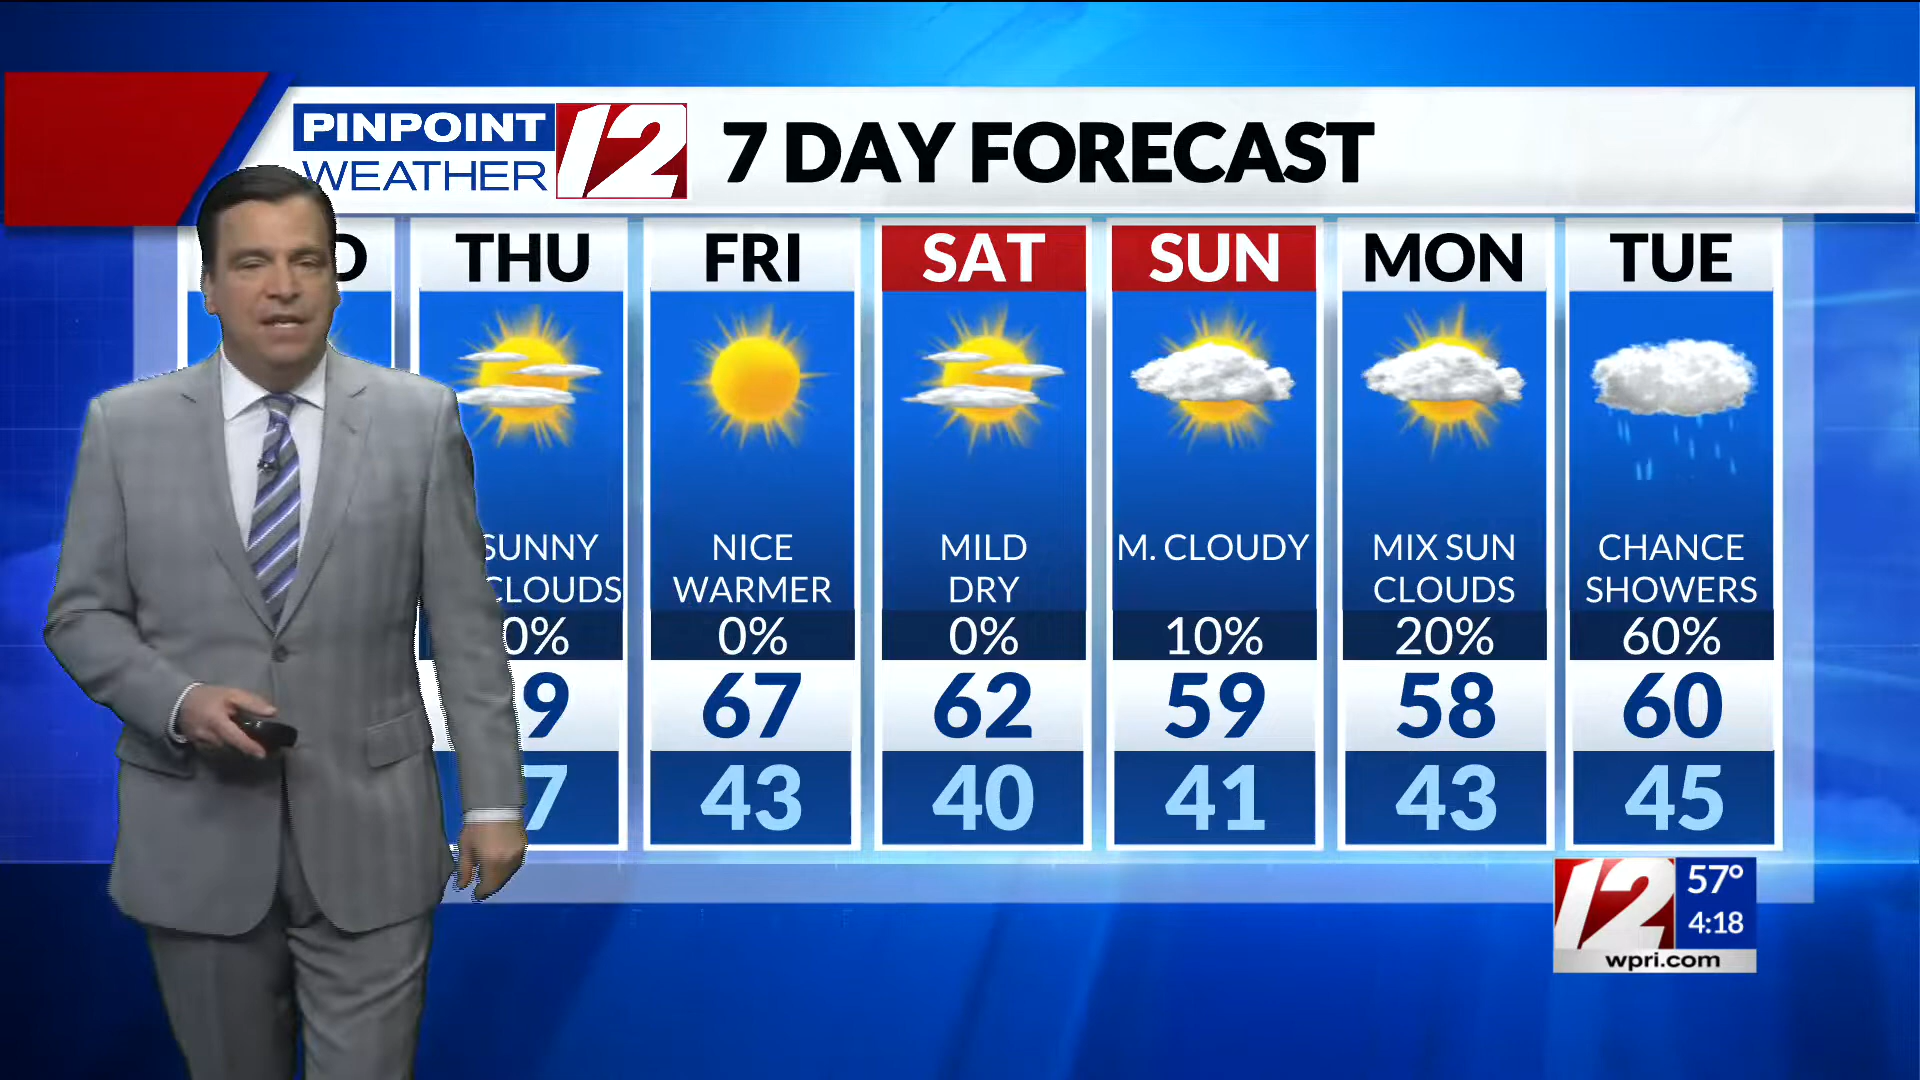 PINPOINT
WEATHER
12
7 DAY FORECAST
THU
FRI
SAT
SUN
MON
TUE
SUNNY
CLOUDS
NICE
WARMER
MILD
DRY
M. CLOUDY
MIX SUN
CLOUDS
CHANCE
SHOWERS
0%
0%
0%
10%
20%
60%
67
62
59
58
60
43
40
41
43
45
12
57°
4:18
wpri.com